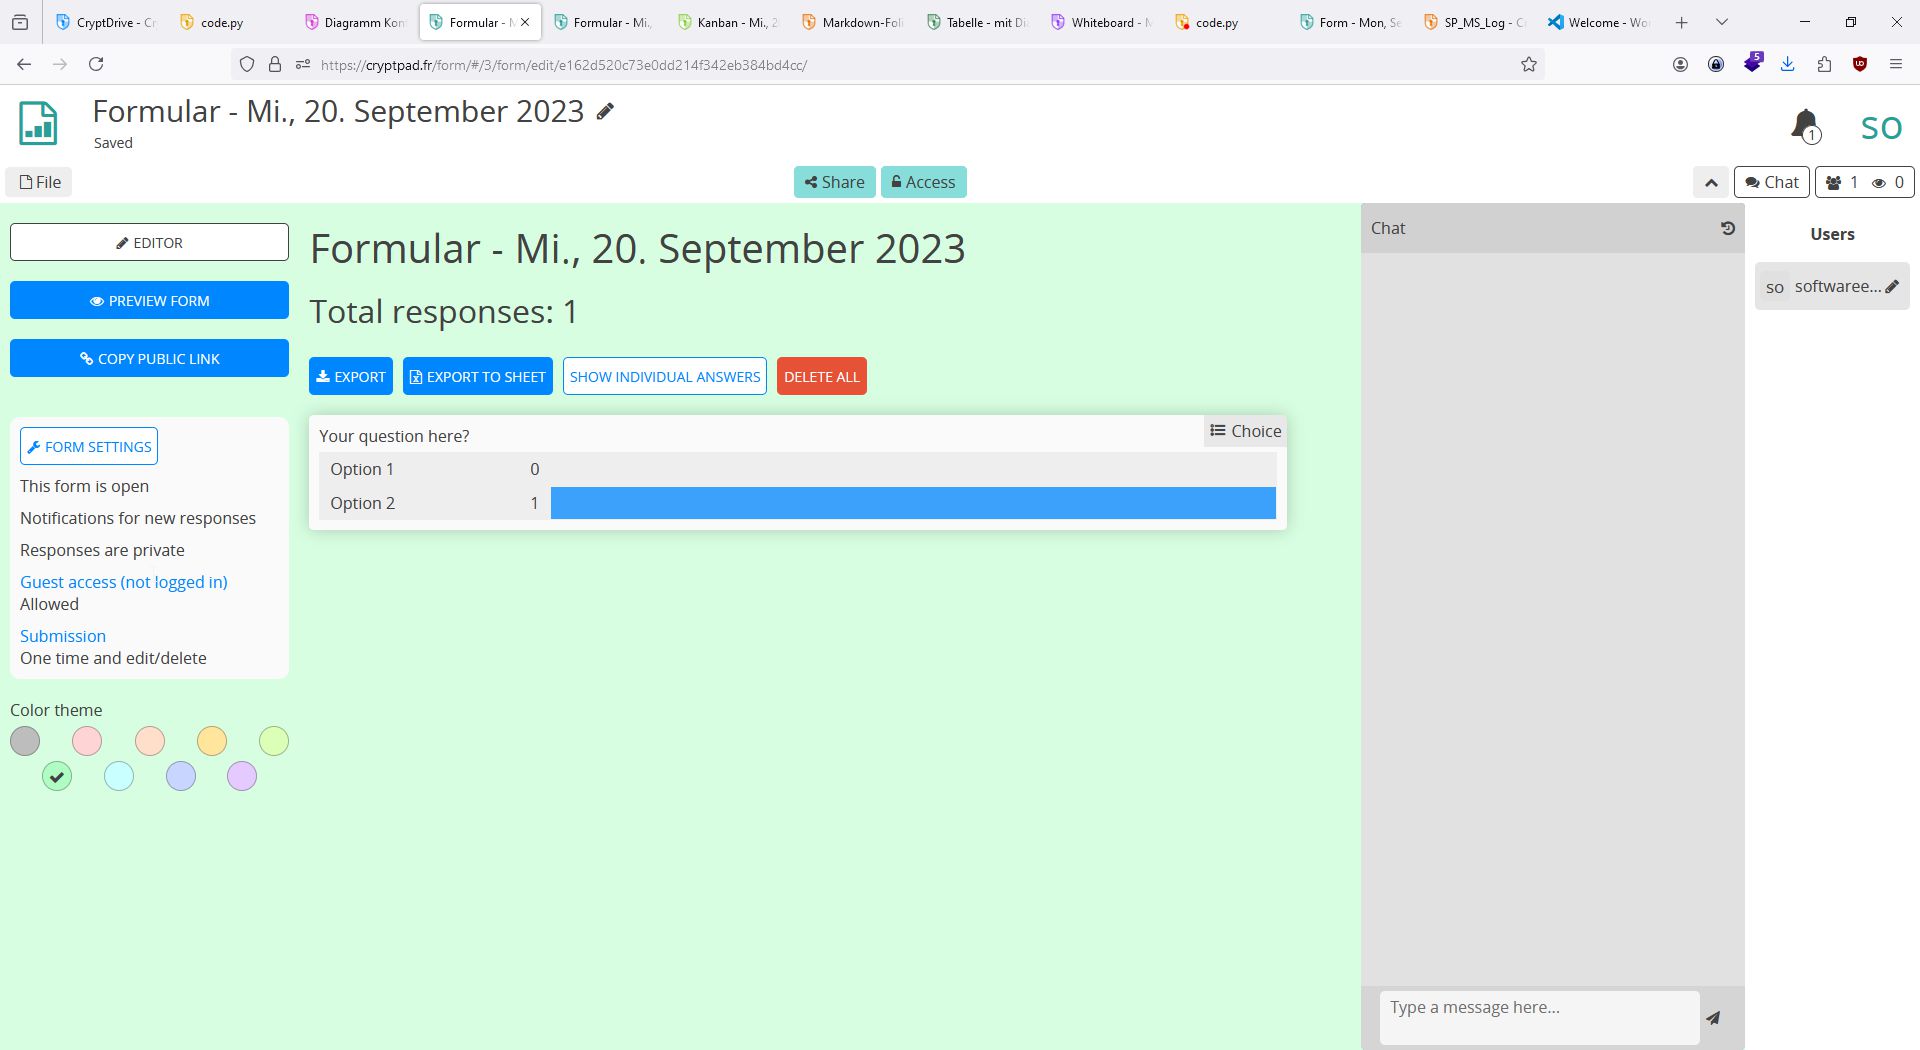 CryptDrive - Cr
code.py
Diagramm Kon
Formular - M
Formular - Mi.,
Kanban - Mi., 2
Markdown-Foli
Tabelle - mit Di
Whiteboard - M
code.py
Form - Mon, Se
SP_MS_Log - C
Welcome - Wo
https://cryptpad.fr/form/#/3/form/edit/e162d520c73e0dd214f342eb384bd4cc/
5
Formular - Mi., 20. September 2023
Saved
1
SO
File
Share
Access
Chat
1 0
EDITOR
PREVIEW FORM
COPY PUBLIC LINK
FORM SETTINGS
This form is open
Notifications for new responses
Responses are private
Guest access (not logged in)
Allowed
Submission
One time and edit/delete
Color theme
Formular - Mi., 20. September 2023
Total responses: 1
EXPORT
EXPORT TO SHEET
SHOW INDIVIDUAL ANSWERS
DELETE ALL
Your question here?
Choice
Option 1 0
Option 2 1
Chat
Type a message here...
Users
so softwaree...